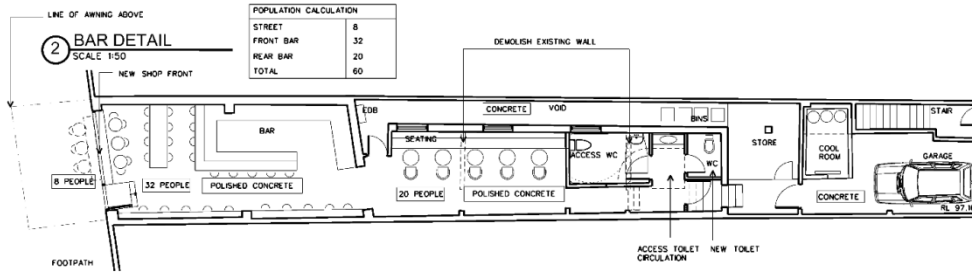 LINE OF AWNING ABOVE
2 BAR DETAIL
SCALE 1:50
NEW SHOP FRONT
POPULATION CALCULATION
STREET 8
FRONT BAR 32
REAR BAR 20
TOTAL 60
DEMOLISH EXISTING WALL
EDB
CONCRETE
VOID
BINS
STAIR
BAR
SEATING
ACCESS WC
WC
STORE
COOL
ROOM
GARAGE
8 PEOPLE
32 PEOPLE
POLISHED CONCRETE
20 PEOPLE
POLISHED CONCRETE
CONCRETE
ACCESS TOILET
CIRCULATION
NEW TOILET
FOOTPATH